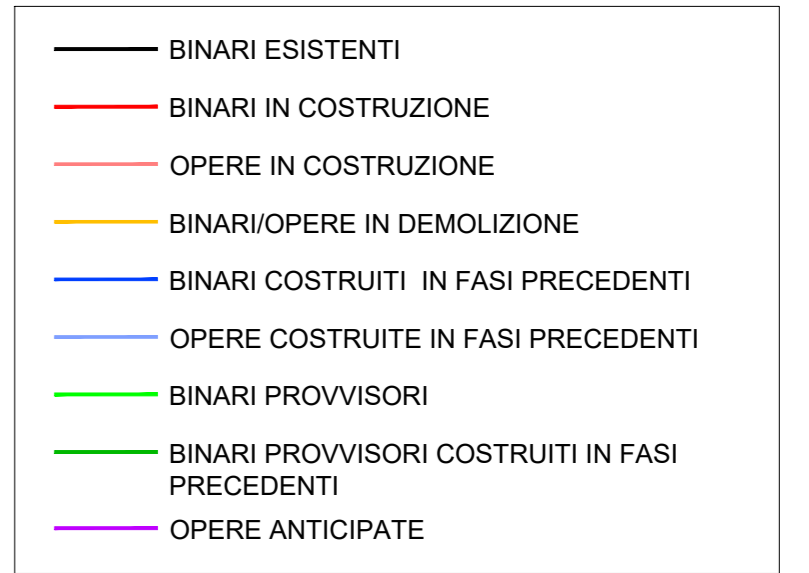 BINARI ESISTENTI
BINARI IN COSTRUZIONE
OPERE IN COSTRUZIONE
BINARI/OPERE IN DEMOLIZIONE
BINARI COSTRUITI  IN FASI PRECEDENTI
OPERE COSTRUITE IN FASI PRECEDENTI
BINARI PROVVISORI
BINARI PROVVISORI COSTRUITI IN FASI
PRECEDENTI
OPERE ANTICIPATE